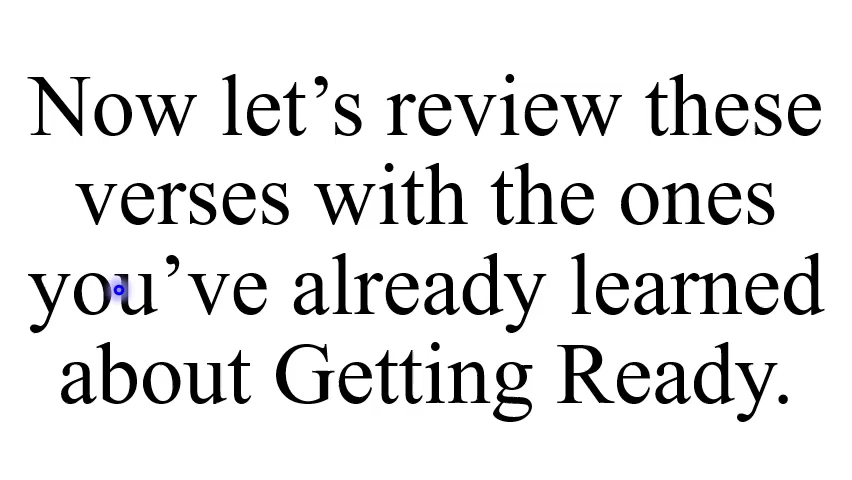 Now let’s review these
verses with the ones
you’ve already learned
about Getting Ready.